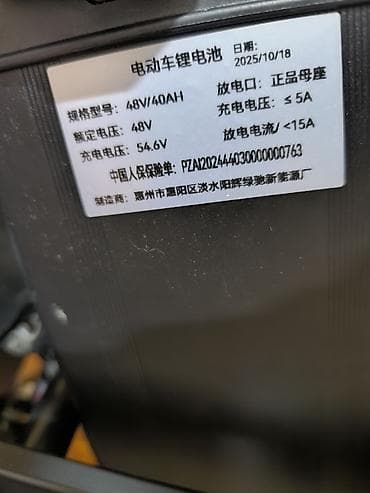 电动车锂电池 日期: 2025/10/18
规格型号: 48V/40AH 放电口: 正品母座
额定电压: 48V 充电电压: ≤5A
充电电压: 54.6V 放电电流/<15A
中国人保保险单: PZAI202444030000000763
制造商: 惠州市惠阳区淡水阳辉绿驰新能源厂